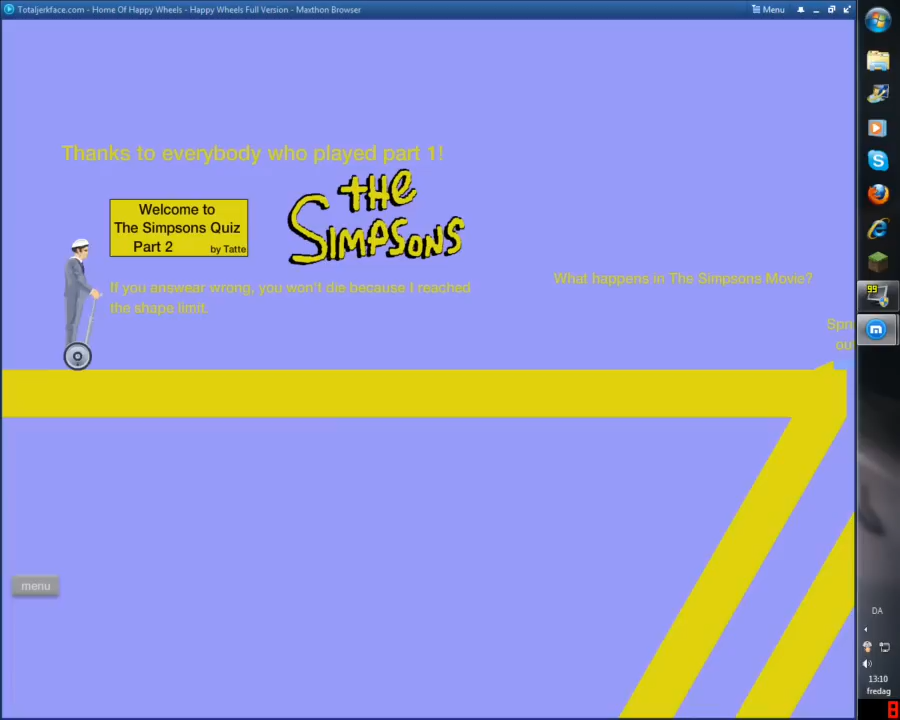 Totaljerkface.com - Home Of Happy Wheels - Happy Wheels Full Version - Maxthon Browser
Menu
Thanks to everybody who played part 1!
THE
SIMPSONS
Welcome to
The Simpsons Quiz
Part 2 by Tatte
If you answear wrong, you won't die because I reached
the shape limit.
What happens in The Simpsons Movie?
menu
99
DA
13:10
fredag